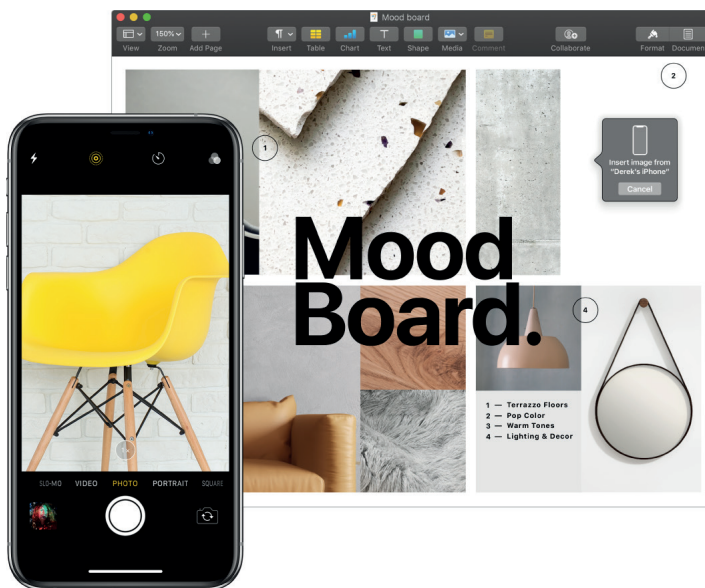 Mood board
150%
View
Zoom
Add Page
Insert
Table
Chart
Text
Shape
Media
Comment
Collaborate
Format
Documen
2
1
Insert image from
"Derek's iPhone"
Cancel
Mood
Board.
4
1 — Terrazzo Floors
2 — Pop Color
3 — Warm Tones
4 — Lighting & Decor
SLO-MO
VIDEO
PHOTO
PORTRAIT
SQUARE